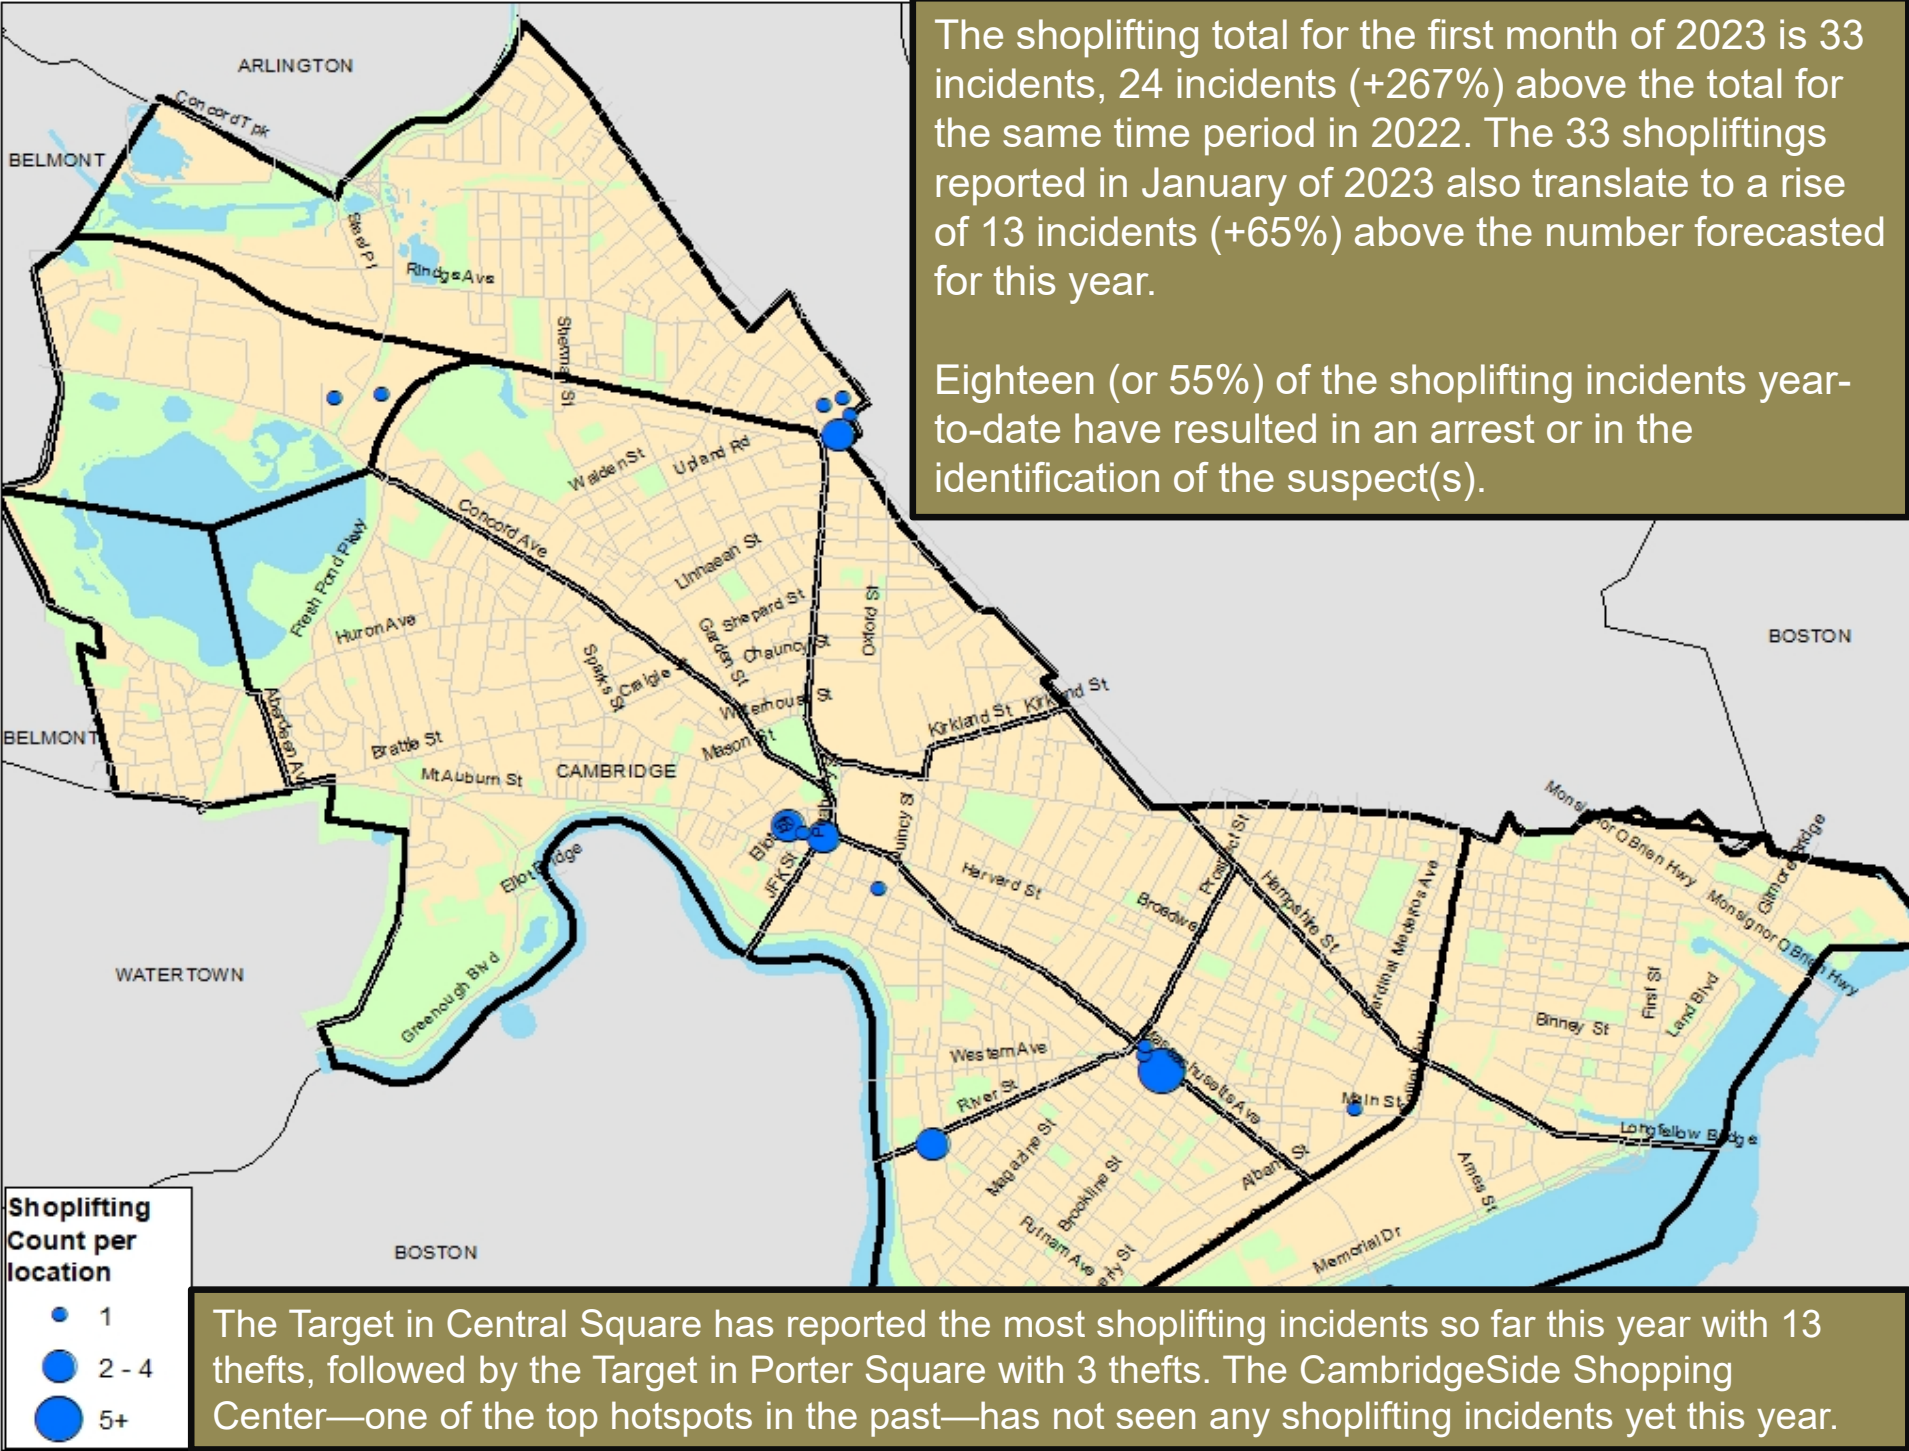 ARLINGTON
Concord Tpk
BELMONT
The shoplifting total for the first month of 2023 is 33
incidents, 24 incidents (+267%) above the total for
the same time period in 2022. The 33 shopliftings
reported in January of 2023 also translate to a rise
of 13 incidents (+65%) above the number forecasted
for this year.
Eighteen (or 55%) of the shoplifting incidents year-
to-date have resulted in an arrest or in the
identification of the suspect(s).
Steel Pl
Rindge Ave
Sherman St
Walden St
Upland Rd
Concord Ave
Fresh Pond Pkwy
Linnaean St
Shepard St
Oxford St
Huron Ave
Garden St
Chauncy St
Sparks St
Craigie St
Waterhouse St
Kirkland St
Kirkland St
BOSTON
BELMONT
Aberdeen Ave
Brattle St
Mason St
Mt Auburn St
CAMBRIDGE
Quincy St
Eliot St
JFK St
Eliot Bridge
Harvard St
Broadway
Prospect St
Hampshire St
Cardinal Medeiros Ave
Monsignor O'Brien Hwy
Gilmore Bridge
Monsignor O'Brien Hwy
WATERTOWN
Greenough Blvd
First St
Land Blvd
Binney St
Western Ave
River St
Massachusetts Ave
Main St
Longfellow Bridge
Magazine St
Brookline St
Albany St
Ames St
Putnam Ave
Memorial Dr
BOSTON
Shoplifting
Count per
location
1
2 - 4
5+
The Target in Central Square has reported the most shoplifting incidents so far this year with 13
thefts, followed by the Target in Porter Square with 3 thefts. The CambridgeSide Shopping
Center—one of the top hotspots in the past—has not seen any shoplifting incidents yet this year.